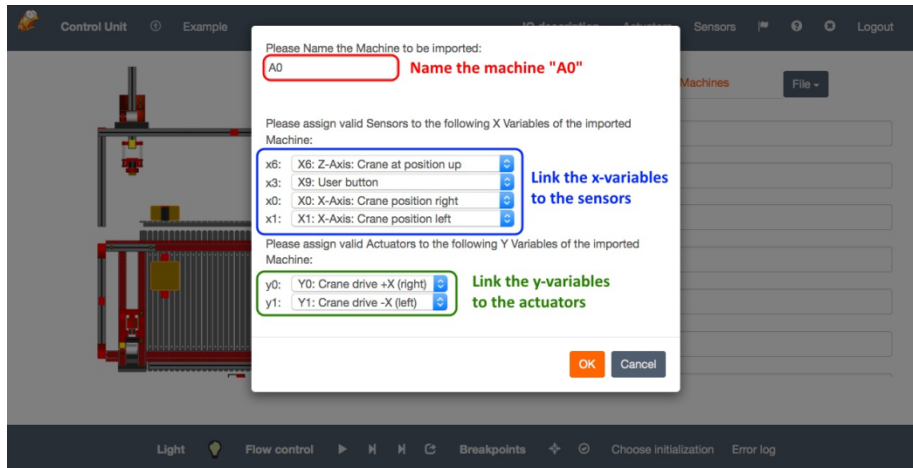 Control Unit Example IO description Actuators Sensors Logout
Please Name the Machine to be imported:
A0
Name the machine "A0"
Machines
File
Please assign valid Sensors to the following X Variables of the imported
Machine:
x6: X6: Z-Axis: Crane at position up
x3: X9: User button
x0: X0: X-Axis: Crane position right
x1: X1: X-Axis: Crane position left
Link the x-variables
to the sensors
Please assign valid Actuators to the following Y Variables of the imported
Machine:
y0: Y0: Crane drive +X (right)
y1: Y1: Crane drive -X (left)
Link the y-variables
to the actuators
OK Cancel
Light Flow control Breakpoints Choose initialization Error log